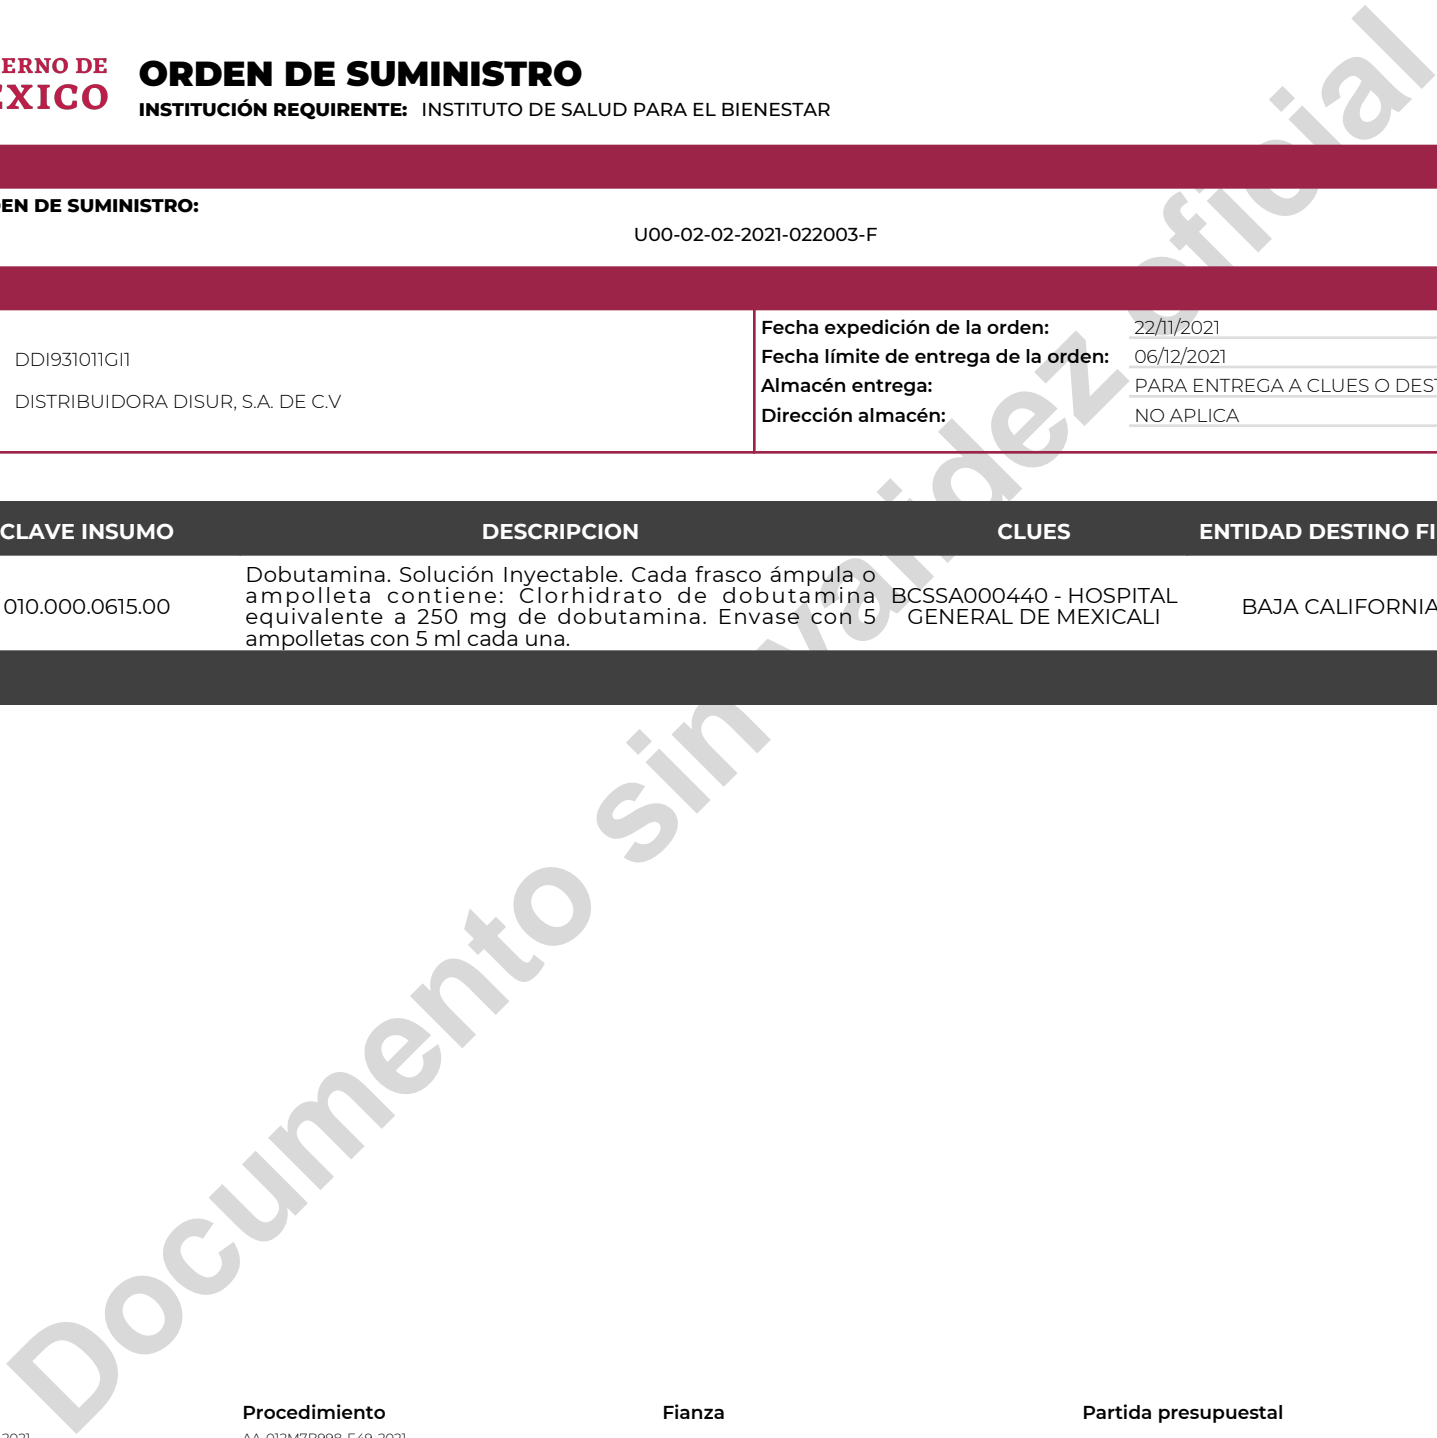 ERNO DE
ORDEN DE SUMINISTRO
INSTITUCIÓN REQUIRENTE: INSTITUTO DE SALUD PARA EL BIENESTAR
EN DE SUMINISTRO:
U00-02-02-2021-022003-F
DDI931011GI1
DISTRIBUIDORA DISUR, S.A. DE C.V
Fecha expedición de la orden: 22/11/2021
Fecha límite de entrega de la orden: 06/12/2021
Almacén entrega: PARA ENTREGA A CLUES O DEST
Dirección almacén: NO APLICA
CLAVE INSUMO DESCRIPCION CLUES ENTIDAD DESTINO FI
010.000.0615.00
Dobutamina. Solución Inyectable. Cada frasco ámpula o
ampolleta contiene: Clorhidrato de dobutamina
equivalente a 250 mg de dobutamina. Envase con 5
ampolletas con 5 ml cada una.
BCSSA000440 - HOSPITAL
GENERAL DE MEXICALI
BAJA CALIFORNIA
Documento sin validez oficial
Procedimiento Fianza Partida presupuestal